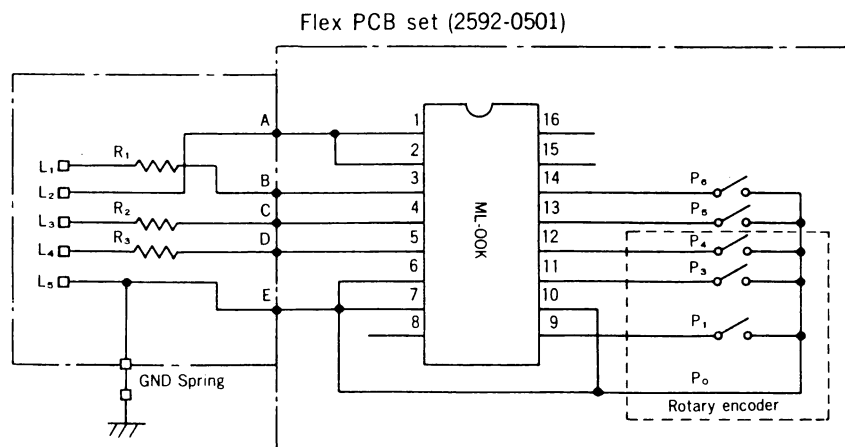 Flex PCB set (2592-0501)
A
1
16
2
15
L₁
R₁
B
3
14
P₆
L₂
C
4
13
P₅
L₃
R₂
D
5
12
P₄
L₄
R₃
6
11
P₃
L₅
E
7
10
8
9
P₁
ML-00K
GND Spring
P₀
Rotary encoder